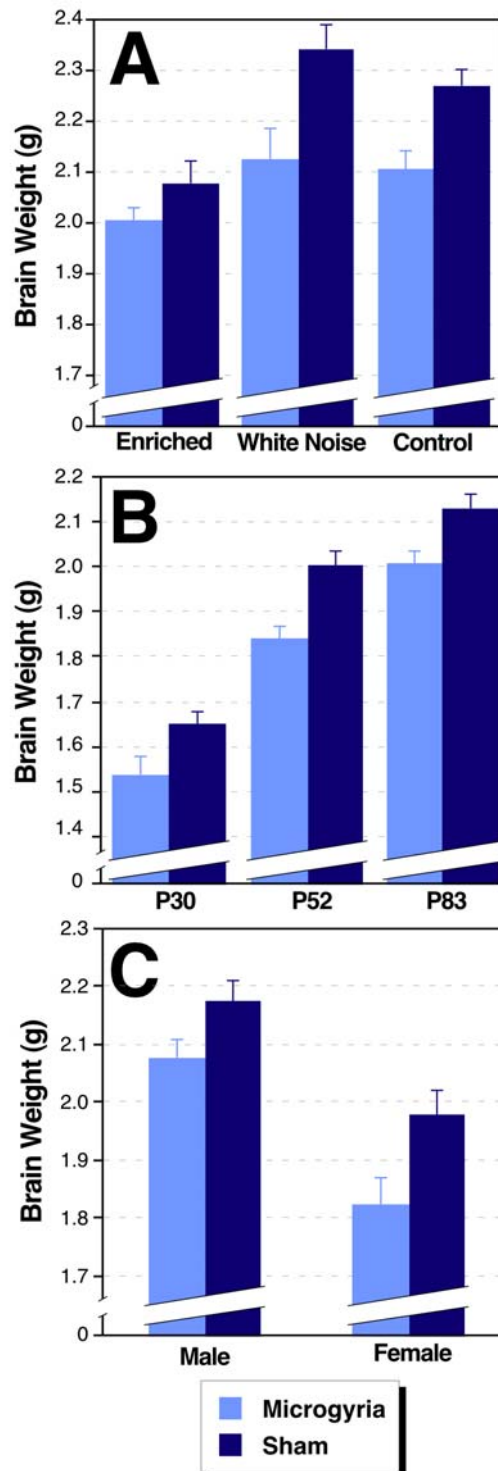 A
Brain Weight (g)
2.4
2.3
2.2
2.1
2.0
1.9
1.8
1.7
0
Enriched White Noise Control
B
Brain Weight (g)
2.2
2.1
2.0
1.9
1.8
1.7
1.6
1.5
1.4
0
P30 P52 P83
C
Brain Weight (g)
2.3
2.2
2.1
2.0
1.9
1.8
1.7
0
Male Female
Microgyria
Sham